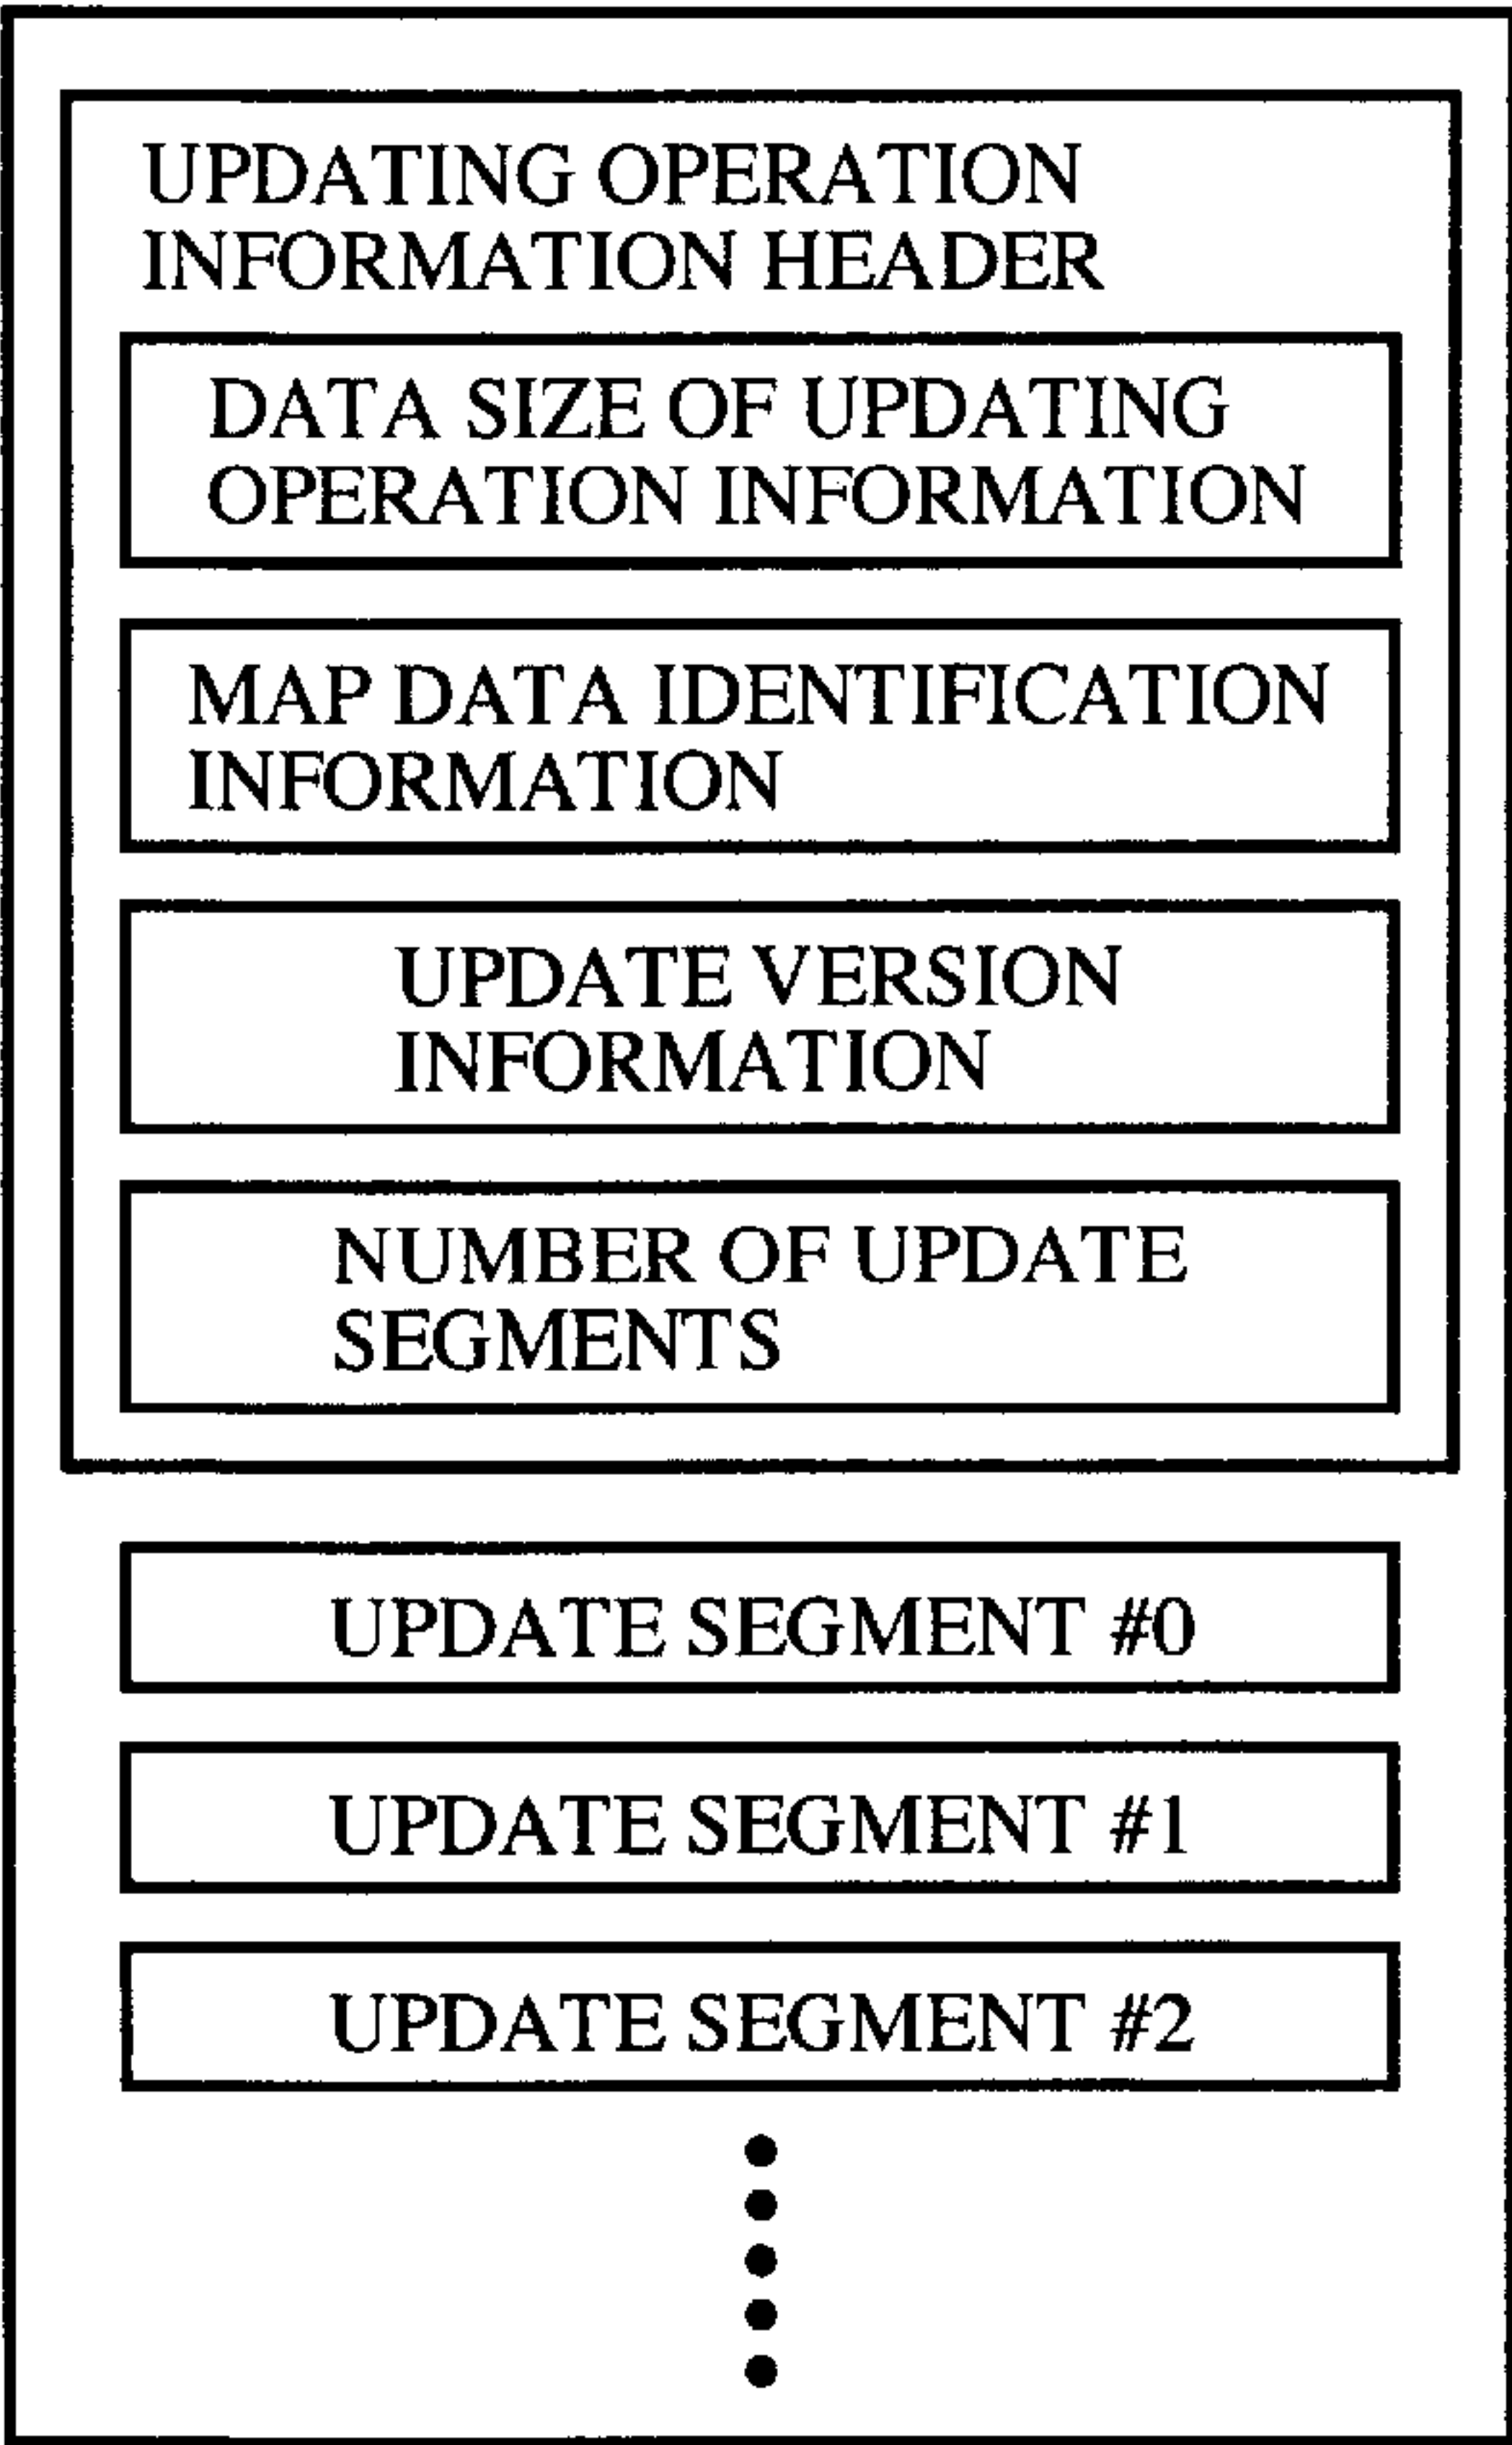 UPDATING OPERATION
INFORMATION HEADER
DATA SIZE OF UPDATING
OPERATION INFORMATION
MAP DATA IDENTIFICATION
INFORMATION
UPDATE VERSION
INFORMATION
NUMBER OF UPDATE
SEGMENTS
UPDATE SEGMENT #0
UPDATE SEGMENT #1
UPDATE SEGMENT #2